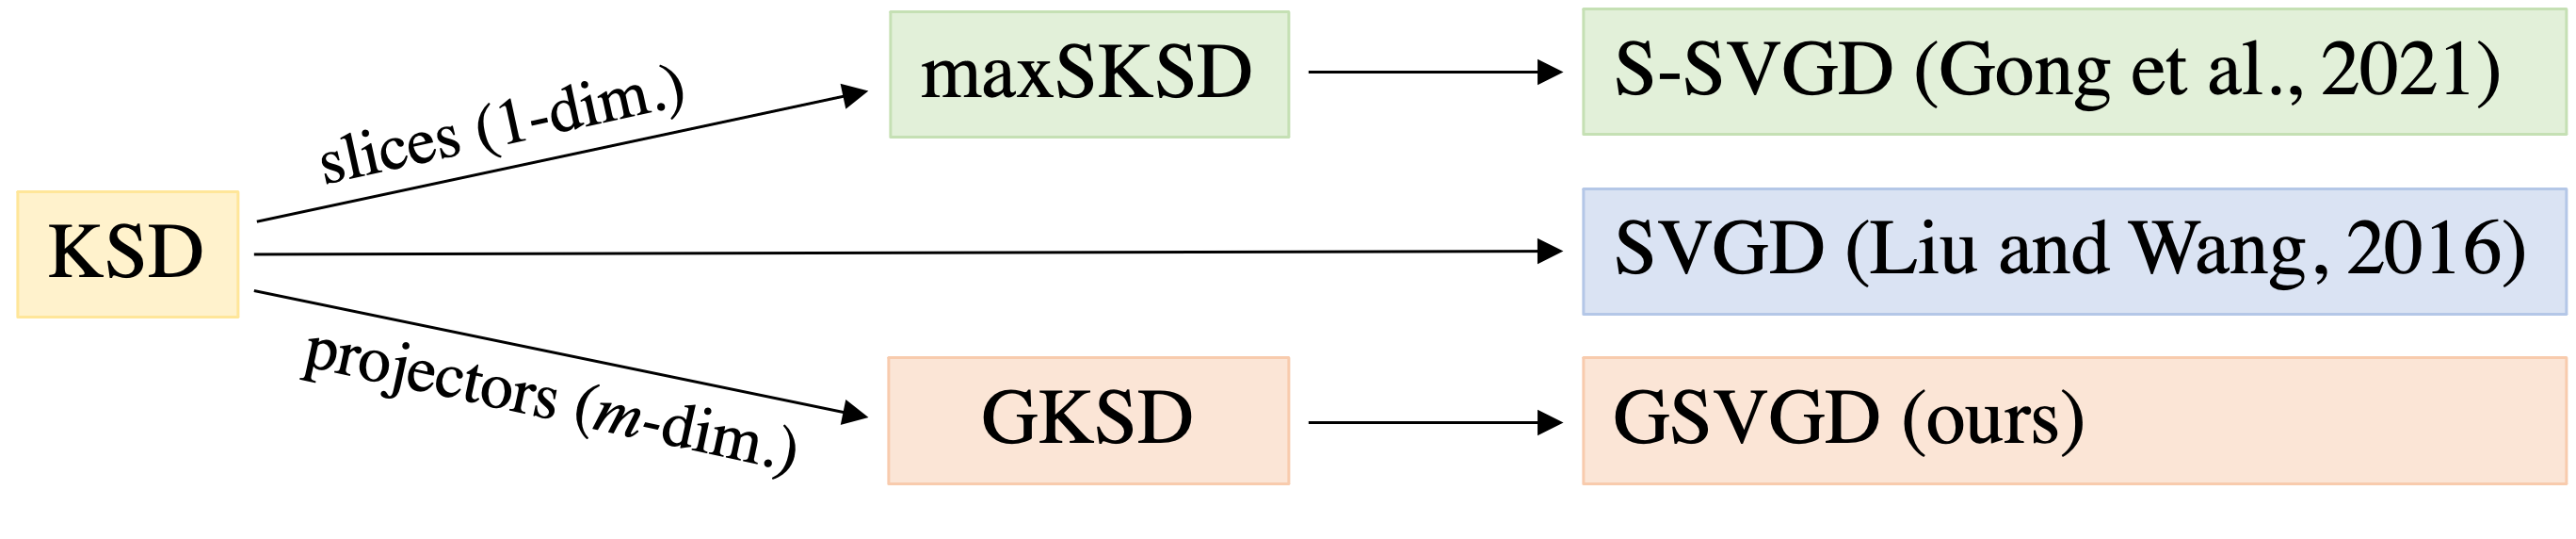 slices (1-dim.)
maxSKSD
S-SVGD (Gong et al., 2021)
KSD
SVGD (Liu and Wang, 2016)
projectors (m-dim.)
GKSD
GSVGD (ours)